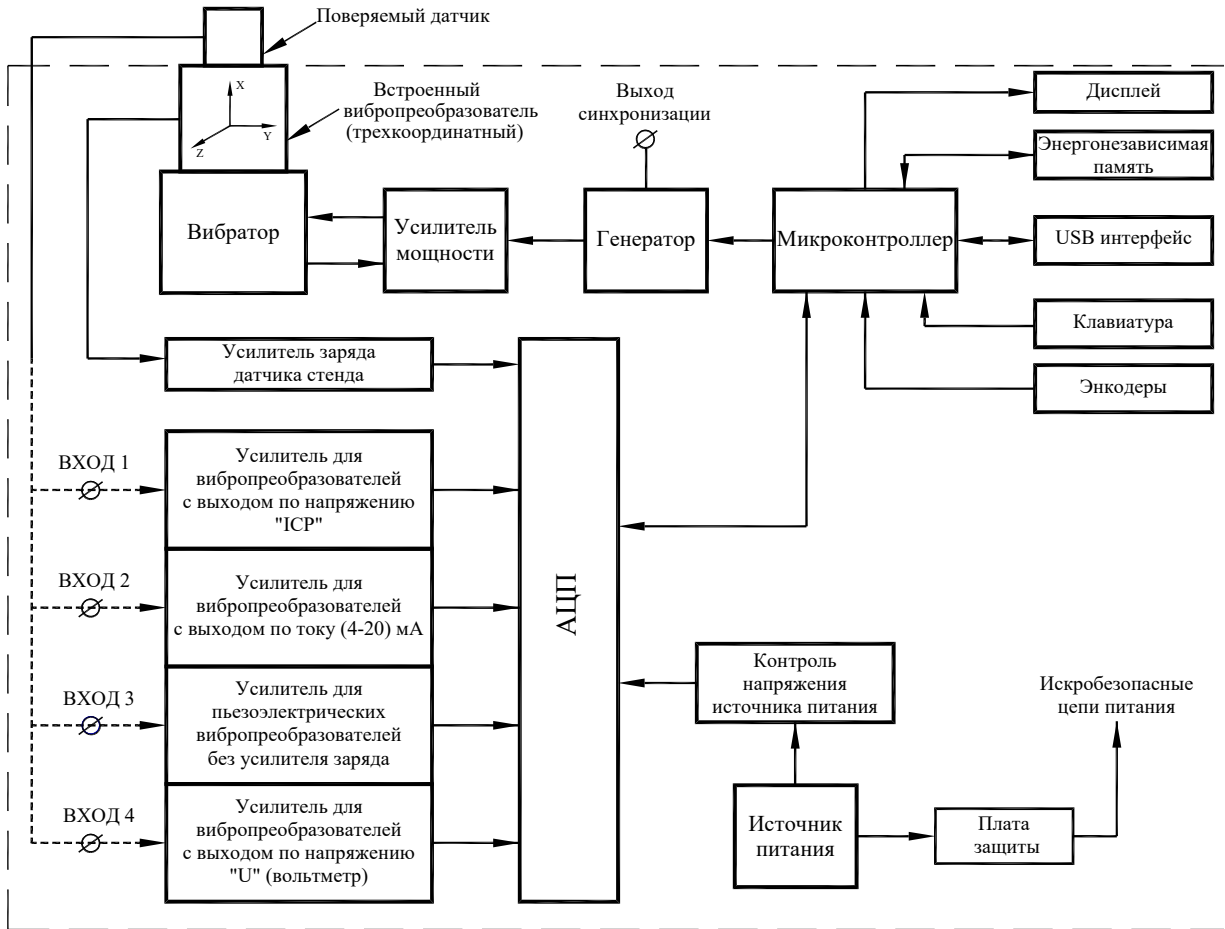 Поверяемый датчик
X
Y
Z
Встроенный
вибропреобразователь
(трехкоординатный)
Выход
синхронизации
Дисплей
Энергонезависимая
память
Вибратор
Усилитель
мощности
Генератор
Микроконтроллер
USB интерфейс
Клавиатура
Энкодеры
Усилитель заряда
датчика стенда
АЦП
ВХОД 1
Усилитель для
вибропреобразователей
с выходом по напряжению
"ICP"
ВХОД 2
Усилитель для
вибропреобразователей
с выходом по току (4-20) мА
ВХОД 3
Усилитель для
пьезоэлектрических
вибропреобразователей
без усилителя заряда
ВХОД 4
Усилитель для
вибропреобразователей
с выходом по напряжению
"U" (вольтметр)
Контроль
напряжения
источника питания
Искробезопасные
цепи питания
Источник
питания
Плата
защиты